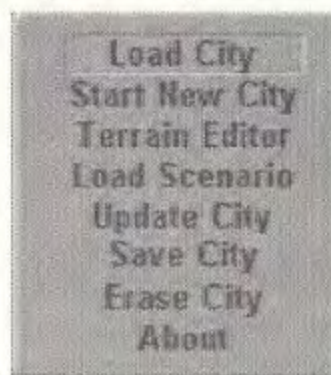 Load City
Start New City
Terrain Editor
Load Scenario
Update City
Save City
Erase City
About